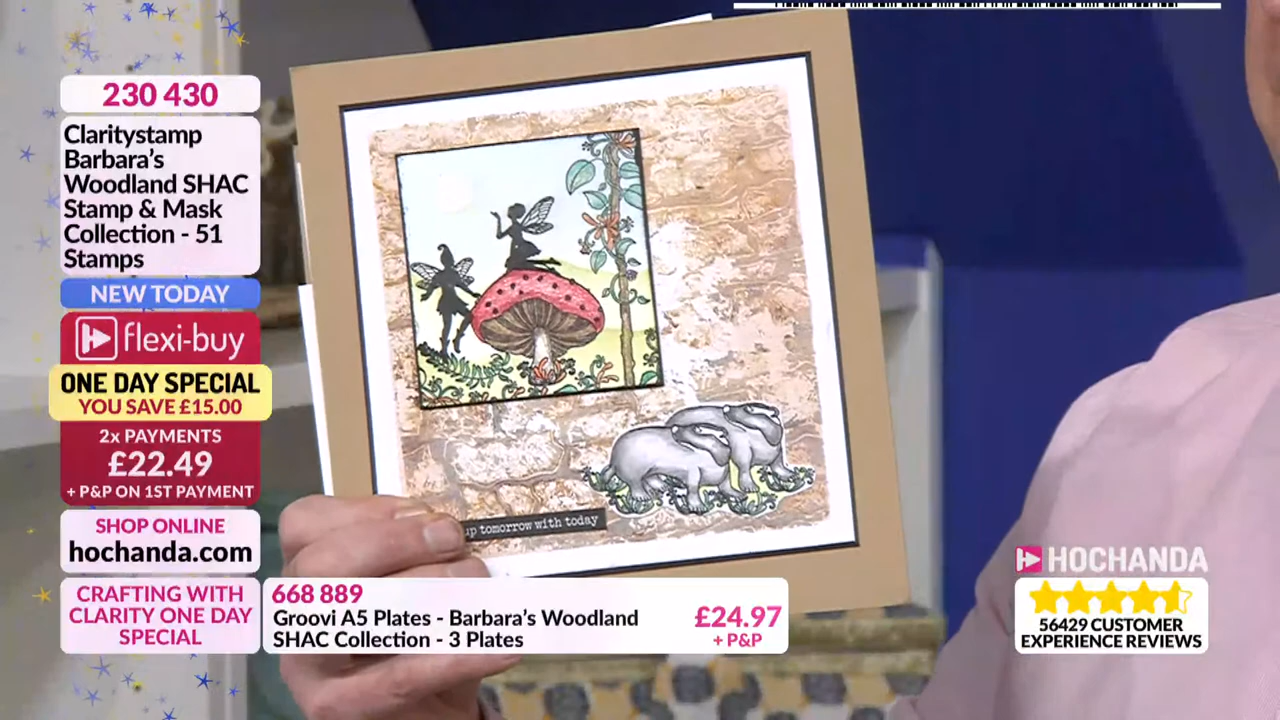 230 430
Claritystamp
Barbara's
Woodland SHAC
Stamp & Mask
Collection - 51
Stamps
NEW TODAY
flexi-buy
ONE DAY SPECIAL
YOU SAVE £15.00
2x PAYMENTS
£22.49
+ P&P ON 1ST PAYMENT
SHOP ONLINE
hochanda.com
CRAFTING WITH
CLARITY ONE DAY
SPECIAL
668 889
Groovi A5 Plates - Barbara's Woodland
SHAC Collection - 3 Plates
£24.97
+ P&P
up tomorrow with today
HOCHANDA
56429 CUSTOMER
EXPERIENCE REVIEWS